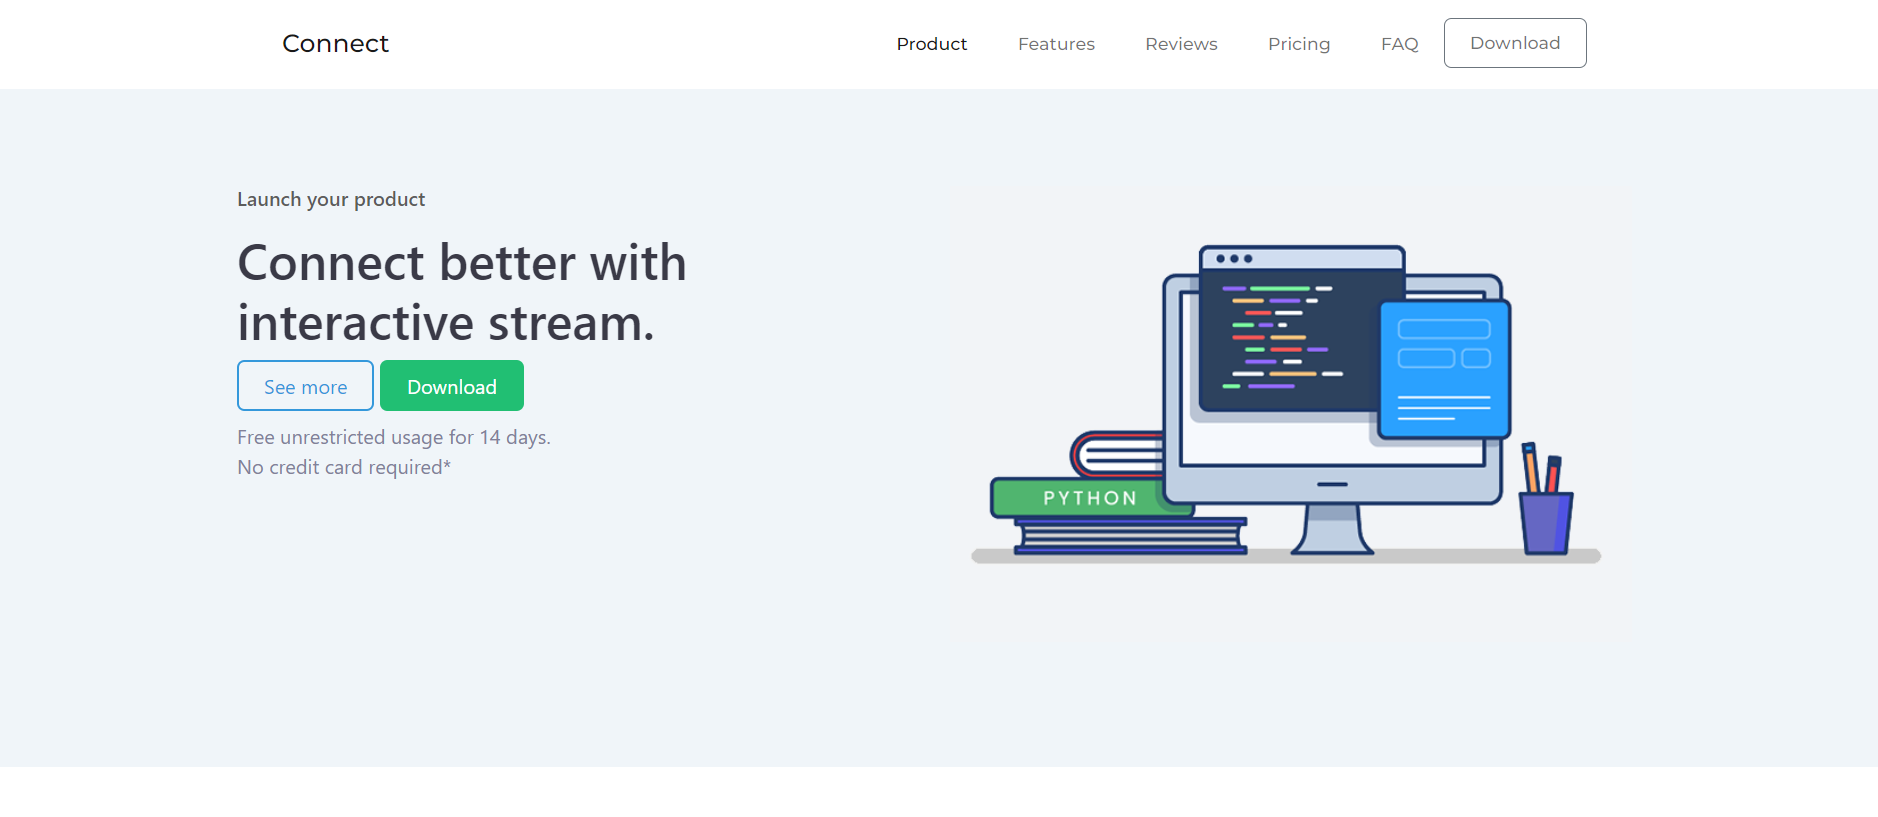 Connect
Product Features Reviews Pricing FAQ Download
Launch your product
Connect better with
interactive stream.
See more Download
Free unrestricted usage for 14 days.
No credit card required*
PYTHON